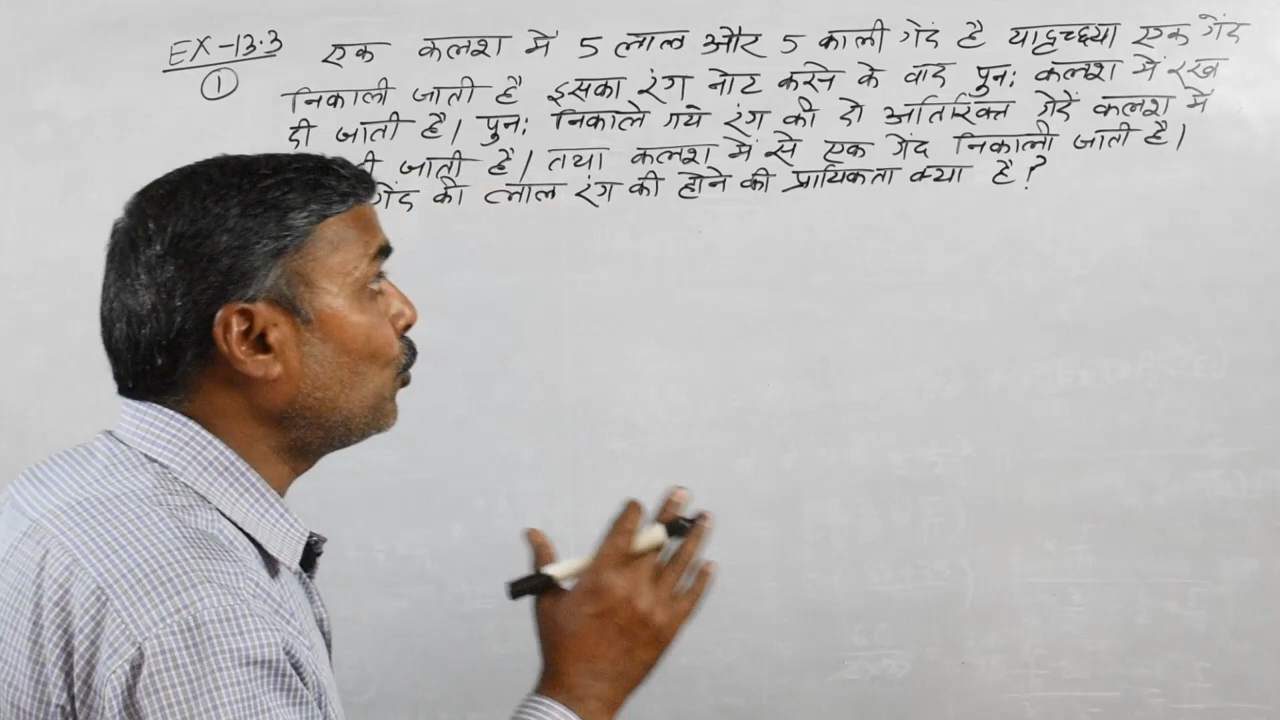 EX-13.3 एक कलश में 5 लाल और 5 काली गेंद है यादृच्छया एक गेंद
① निकाली जाती है इसका रंग नोट करने के बाद पुनः कलश में रख
दी जाती है। पुनः निकाले गये रंग की दो अतिरिक्त गेंदें कलश में
जाती है। तथा कलश में से एक गेंद निकाली जाती है।
गेंद की लाल रंग की होने की प्रायिकता क्या है?